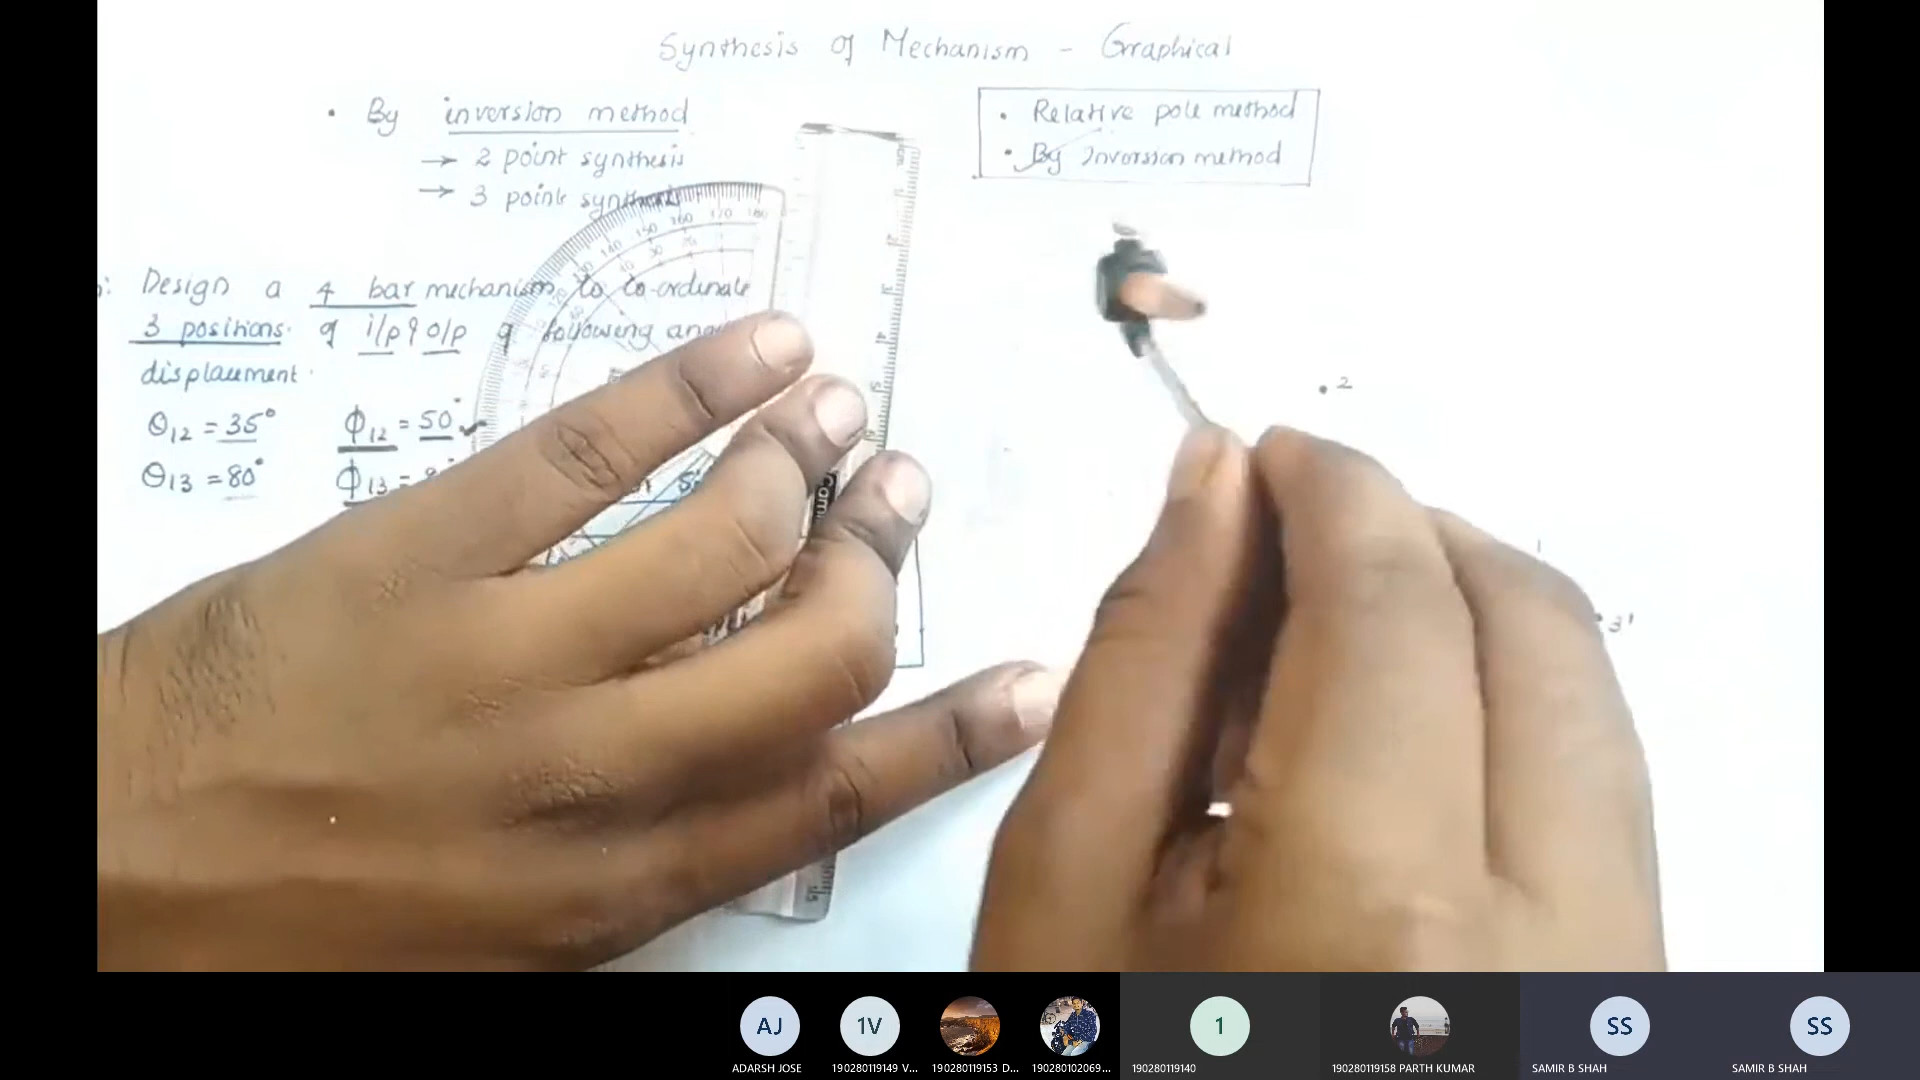 Synthesis of Mechanism - Graphical
• By inversion method
→ 2 point synthesis
→ 3 point
• Relative pole method
• By Inversion method
Design a 4 bar mechanism to co-ordinate
3 positions of i/p & o/p of following
displacement.
θ12 = 35° ϕ12 = 50°
θ13 = 80° ϕ13 =
2
3'
AJ
1V
1
SS
SS
ADARSH JOSE
190280119149 V...
190280119153 D...
190280102069...
190280119140
190280119158 PARTH KUMAR
SAMIR B SHAH
SAMIR B SHAH